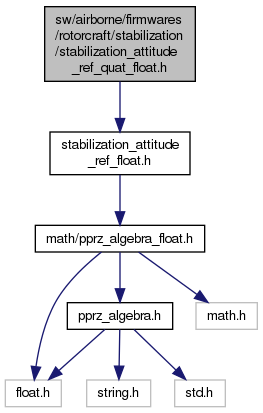 sw/airborne/firmwares
/rotorcraft/stabilization
/stabilization_attitude
_ref_quat_float.h
stabilization_attitude
_ref_float.h
math/pprz_algebra_float.h
pprz_algebra.h
math.h
float.h
string.h
std.h